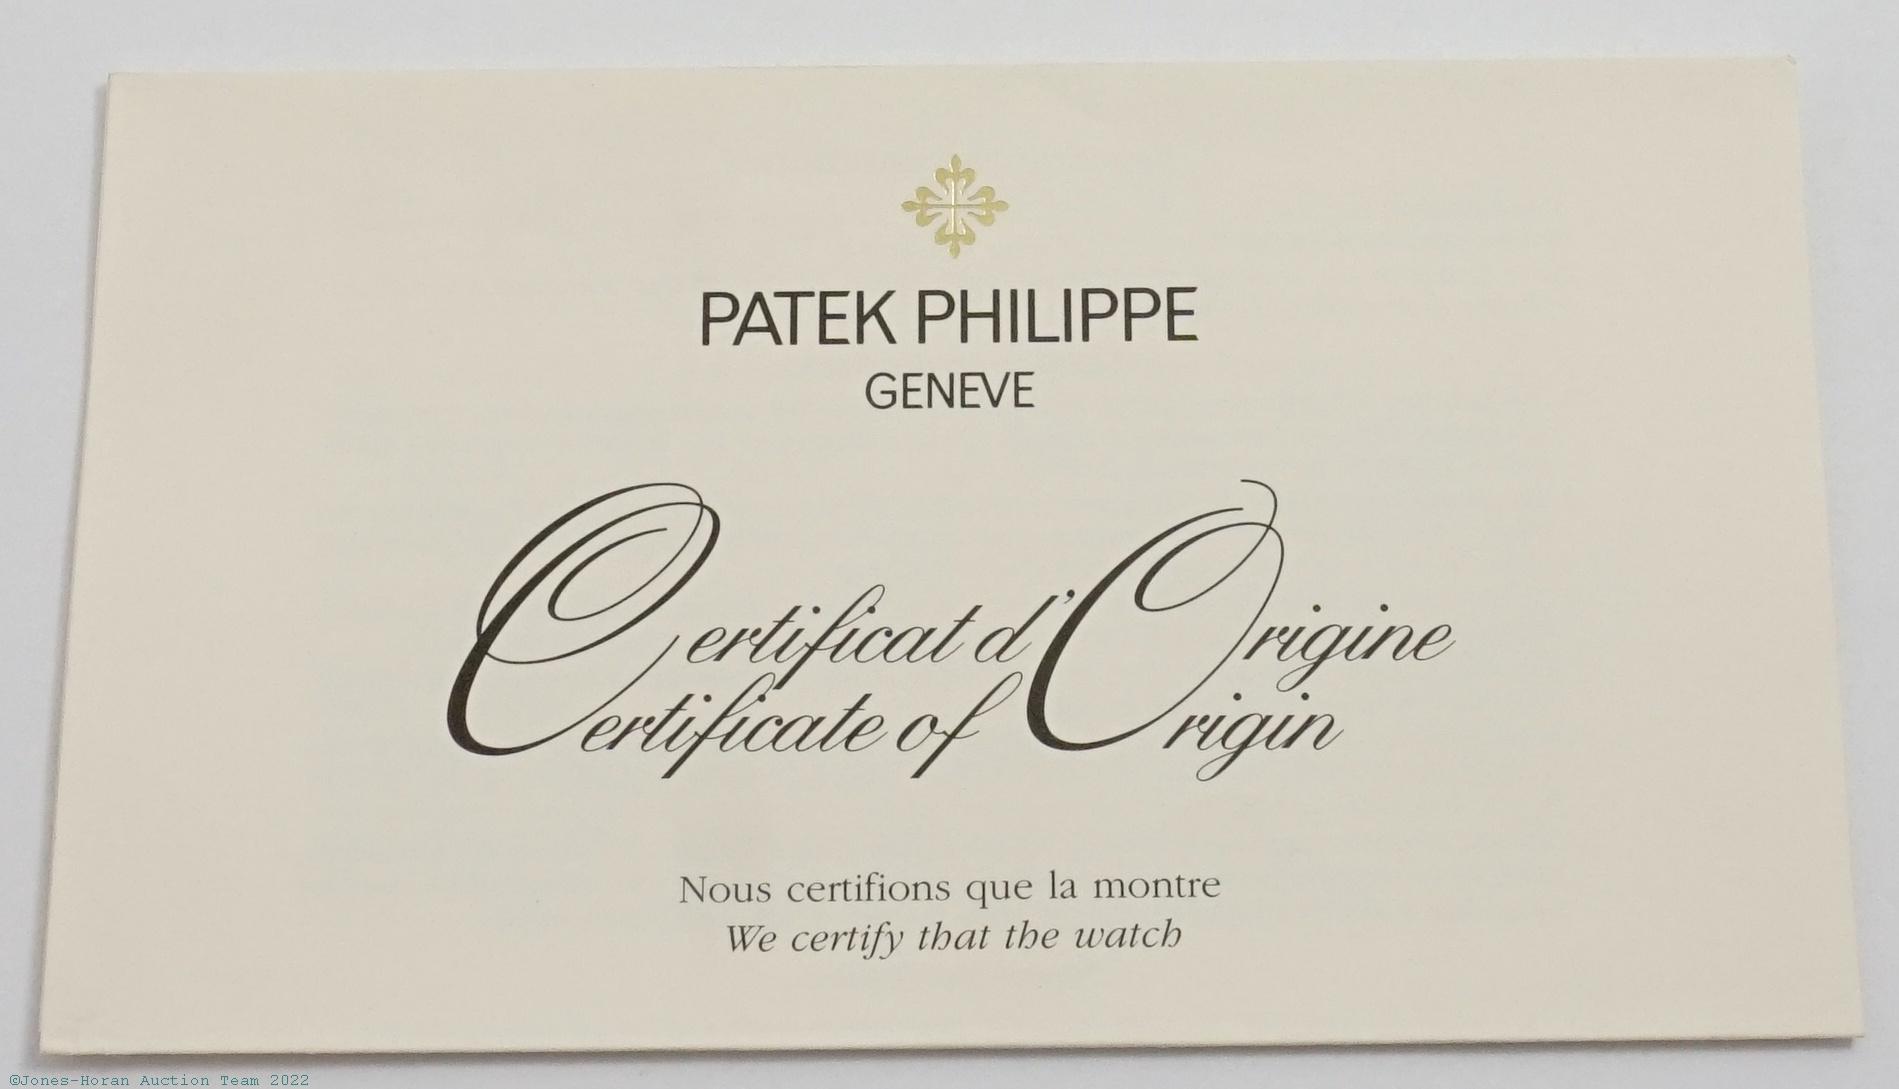 PATEK PHILIPPE
GENEVE
Certificat d'Origine
Certificate of Origin
Nous certifions que la montre
We certify that the watch
©Jones-Horan Auction Team 2022